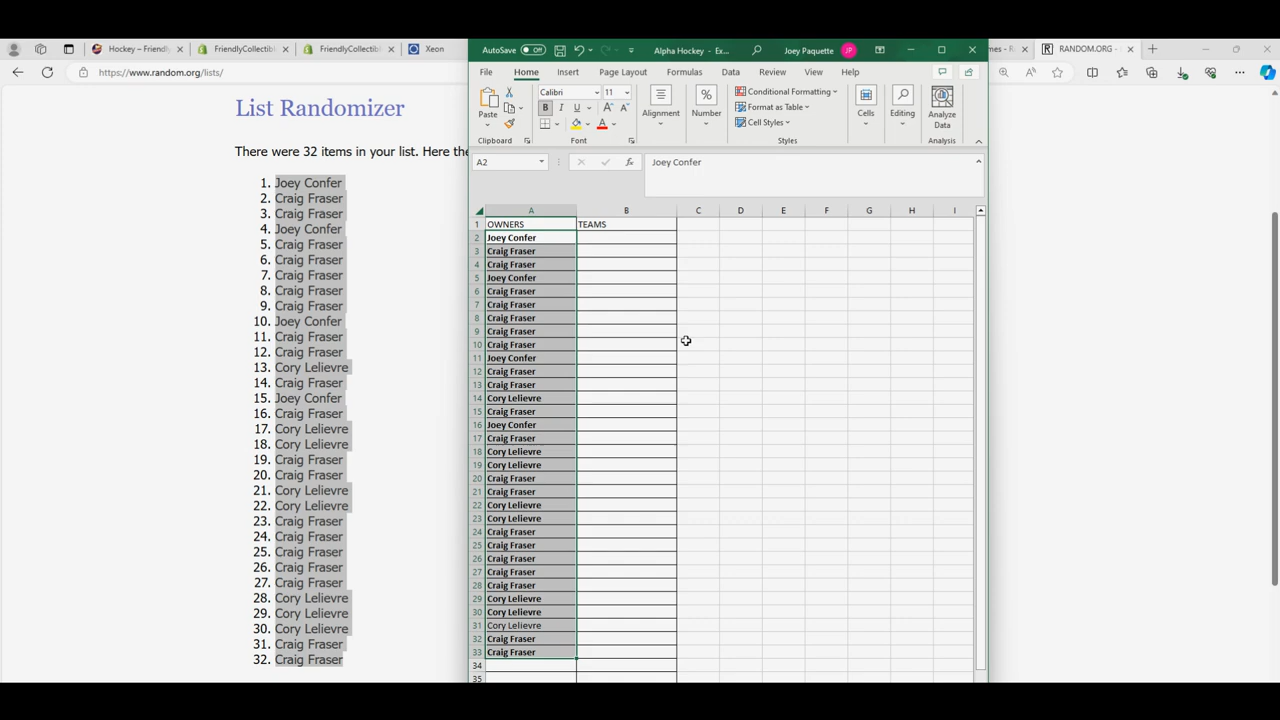 Hockey – Friendly
FriendlyCollectibl
FriendlyCollectibl
Xeon
AutoSave
Off
Alpha Hockey - Ex...
Joey Paquette
JP
mes - R
RANDOM.ORG -
https://www.random.org/lists/
File
Home
Insert
Page Layout
Formulas
Data
Review
View
Help
Paste
Calibri
11
B
I
U
Alignment
Number
Conditional Formatting
Format as Table
Cell Styles
Cells
Editing
Analyze
Data
Clipboard
Font
Styles
Analysis
A2
fx
Joey Confer
List Randomizer
There were 32 items in your list. Here the
1. Joey Confer
2. Craig Fraser
3. Craig Fraser
4. Joey Confer
5. Craig Fraser
6. Craig Fraser
7. Craig Fraser
8. Craig Fraser
9. Craig Fraser
10. Joey Confer
11. Craig Fraser
12. Craig Fraser
13. Cory Lelievre
14. Craig Fraser
15. Joey Confer
16. Craig Fraser
17. Cory Lelievre
18. Cory Lelievre
19. Craig Fraser
20. Craig Fraser
21. Cory Lelievre
22. Cory Lelievre
23. Craig Fraser
24. Craig Fraser
25. Craig Fraser
26. Craig Fraser
27. Craig Fraser
28. Cory Lelievre
29. Cory Lelievre
30. Cory Lelievre
31. Craig Fraser
32. Craig Fraser
A B C D E F G H I
1 OWNERS TEAMS
2 Joey Confer
3 Craig Fraser
4 Craig Fraser
5 Joey Confer
6 Craig Fraser
7 Craig Fraser
8 Craig Fraser
9 Craig Fraser
10 Craig Fraser
11 Joey Confer
12 Craig Fraser
13 Craig Fraser
14 Cory Lelievre
15 Craig Fraser
16 Joey Confer
17 Craig Fraser
18 Cory Lelievre
19 Cory Lelievre
20 Craig Fraser
21 Craig Fraser
22 Cory Lelievre
23 Cory Lelievre
24 Craig Fraser
25 Craig Fraser
26 Craig Fraser
27 Craig Fraser
28 Craig Fraser
29 Cory Lelievre
30 Cory Lelievre
31 Cory Lelievre
32 Craig Fraser
33 Craig Fraser
34
35